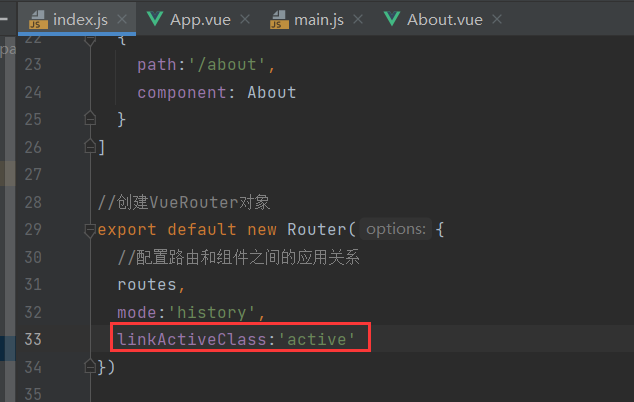 index.js × App.vue × main.js × About.vue ×
pa
22 {
23 path:'/about',
24 component: About
25 }
26 ]
27
28 //创建VueRouter对象
29 export default new Router( options: {
30 //配置路由和组件之间的应用关系
31 routes,
32 mode:'history',
33 linkActiveClass:'active'
34 })
35